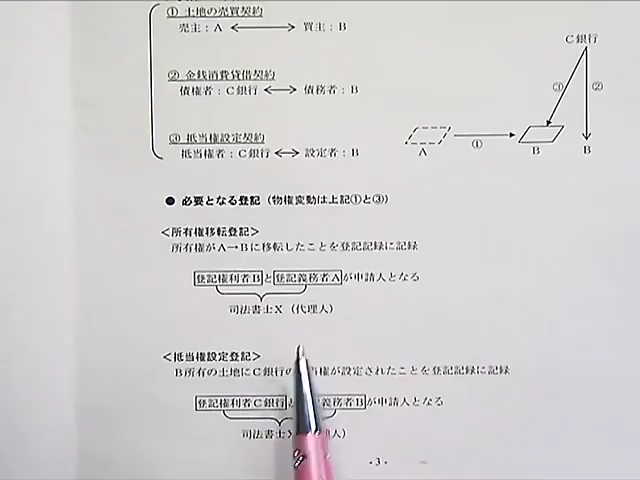 ① 土地の売買契約
売主：A ⟷ 買主：B
② 金銭消費貸借契約
債権者：C銀行 ⟷ 債務者：B
③ 抵当権設定契約
抵当権者：C銀行 ⟷ 設定者：B
C銀行
③ ②
①
A B B
● 必要となる登記（物権変動は上記①と③）
＜所有権移転登記＞
所有権がA→Bに移転したことを登記記録に記録
登記権利者Bと登記義務者Aが申請人となる
司法書士X（代理人）
＜抵当権設定登記＞
B所有の土地にC銀行の 当権が設定されたことを登記記録に記録
登記権利者C銀行と 義務者Bが申請人となる
司法書士 人）
-3-